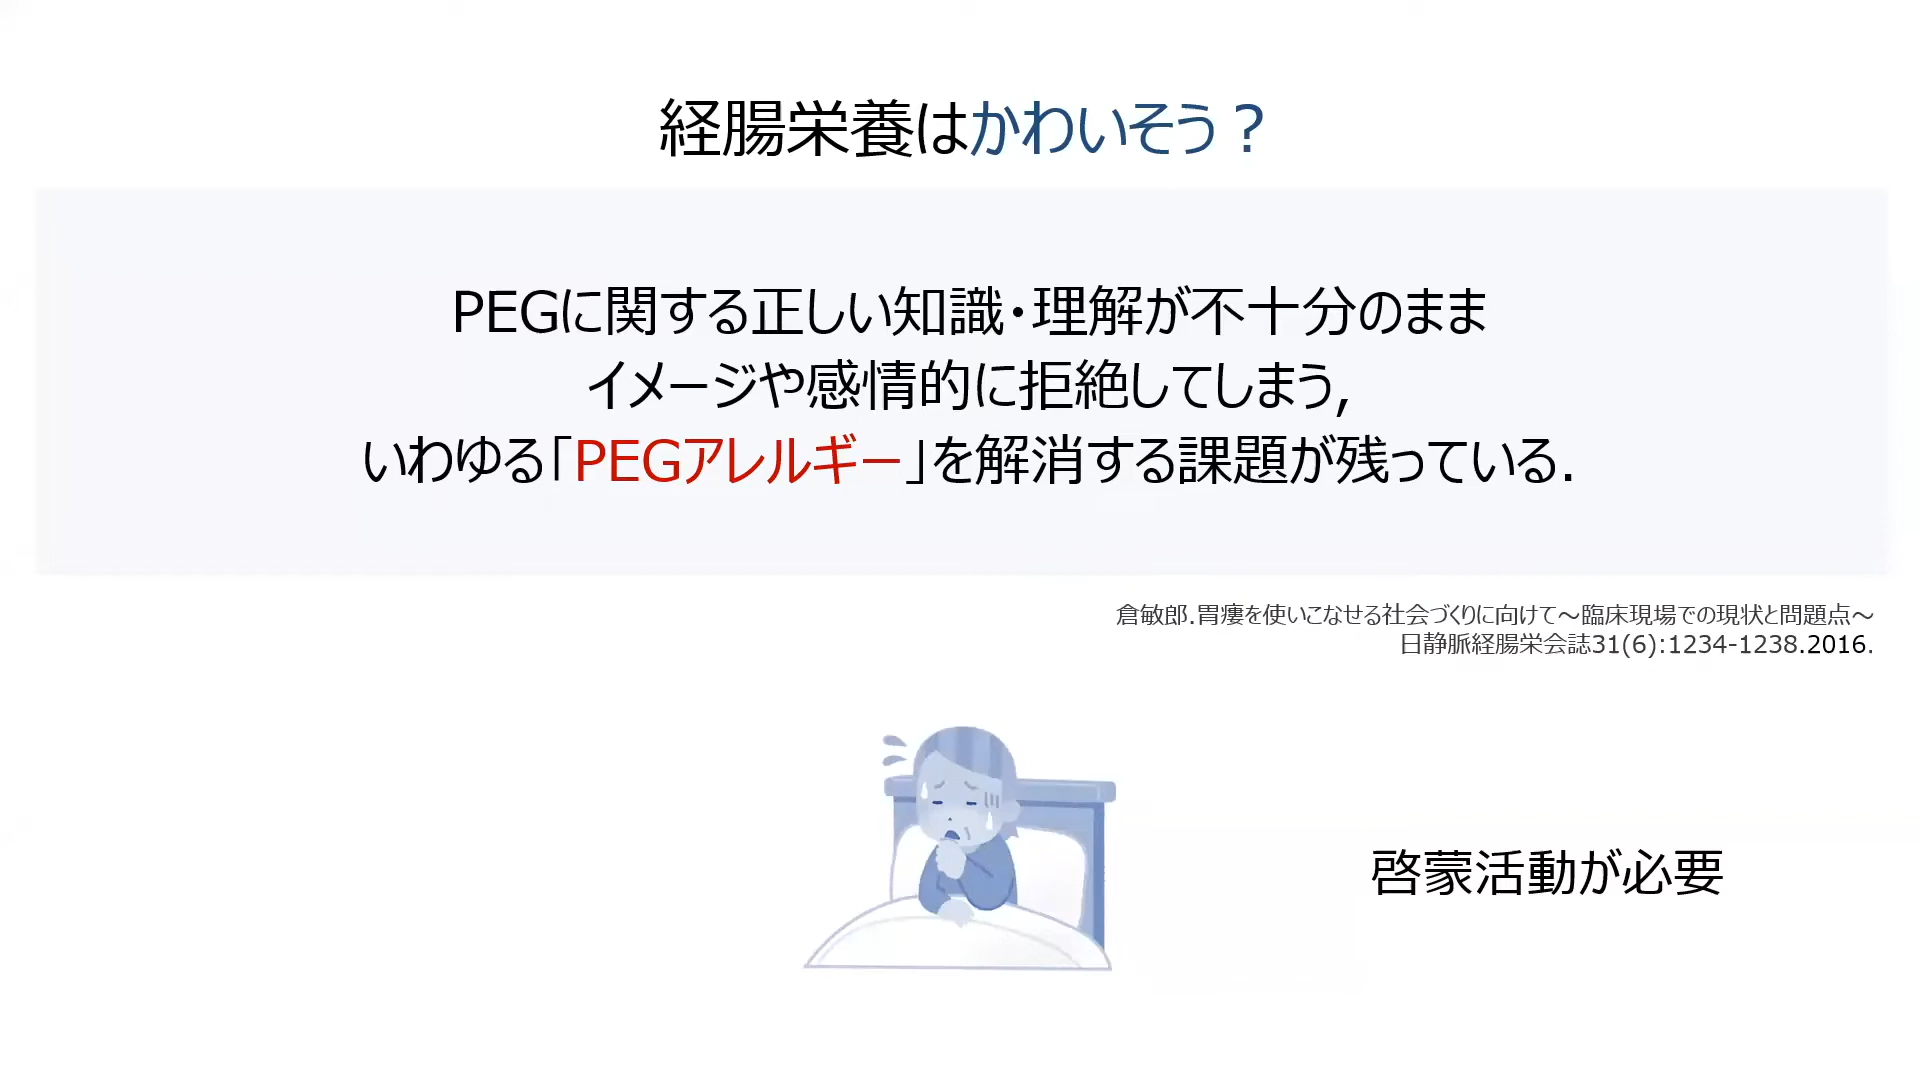 経腸栄養はかわいそう？
PEGに関する正しい知識・理解が不十分のまま
イメージや感情的に拒絶してしまう,
いわゆる「PEGアレルギー」を解消する課題が残っている.
倉敏郎.胃瘻を使いこなせる社会づくりに向けて～臨床現場での現状と問題点～
日静脈経腸栄会誌31(6):1234-1238.2016.
啓蒙活動が必要